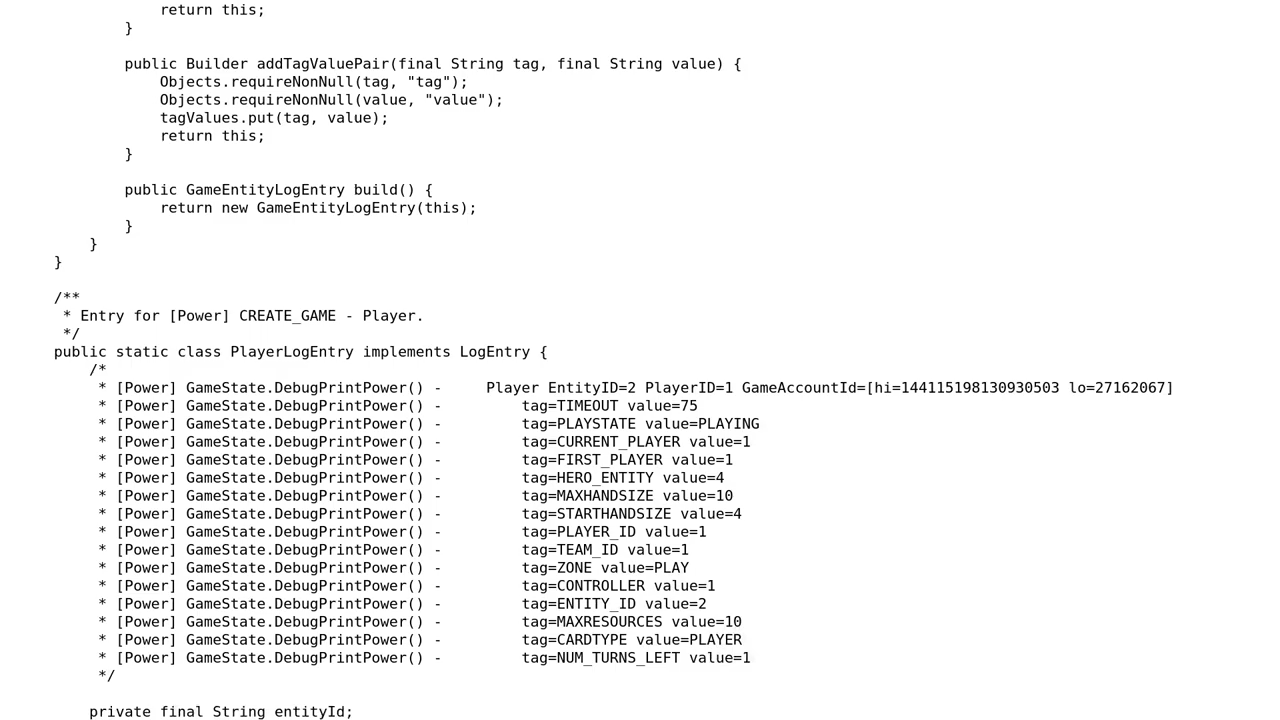 return this;
        }

        public Builder addTagValuePair(final String tag, final String value) {
            Objects.requireNonNull(tag, "tag");
            Objects.requireNonNull(value, "value");
            tagValues.put(tag, value);
            return this;
        }

        public GameEntityLogEntry build() {
            return new GameEntityLogEntry(this);
        }
    }
}

/**
 * Entry for [Power] CREATE_GAME - Player.
 */
public static class PlayerLogEntry implements LogEntry {
    /*
     * [Power] GameState.DebugPrintPower() -     Player EntityID=2 PlayerID=1 GameAccountId=[hi=144115198130930503 lo=27162067]
     * [Power] GameState.DebugPrintPower() -         tag=TIMEOUT value=75
     * [Power] GameState.DebugPrintPower() -         tag=PLAYSTATE value=PLAYING
     * [Power] GameState.DebugPrintPower() -         tag=CURRENT_PLAYER value=1
     * [Power] GameState.DebugPrintPower() -         tag=FIRST_PLAYER value=1
     * [Power] GameState.DebugPrintPower() -         tag=HERO_ENTITY value=4
     * [Power] GameState.DebugPrintPower() -         tag=MAXHANDSIZE value=10
     * [Power] GameState.DebugPrintPower() -         tag=STARTHANDSIZE value=4
     * [Power] GameState.DebugPrintPower() -         tag=PLAYER_ID value=1
     * [Power] GameState.DebugPrintPower() -         tag=TEAM_ID value=1
     * [Power] GameState.DebugPrintPower() -         tag=ZONE value=PLAY
     * [Power] GameState.DebugPrintPower() -         tag=CONTROLLER value=1
     * [Power] GameState.DebugPrintPower() -         tag=ENTITY_ID value=2
     * [Power] GameState.DebugPrintPower() -         tag=MAXRESOURCES value=10
     * [Power] GameState.DebugPrintPower() -         tag=CARDTYPE value=PLAYER
     * [Power] GameState.DebugPrintPower() -         tag=NUM_TURNS_LEFT value=1
     */

    private final String entityId;